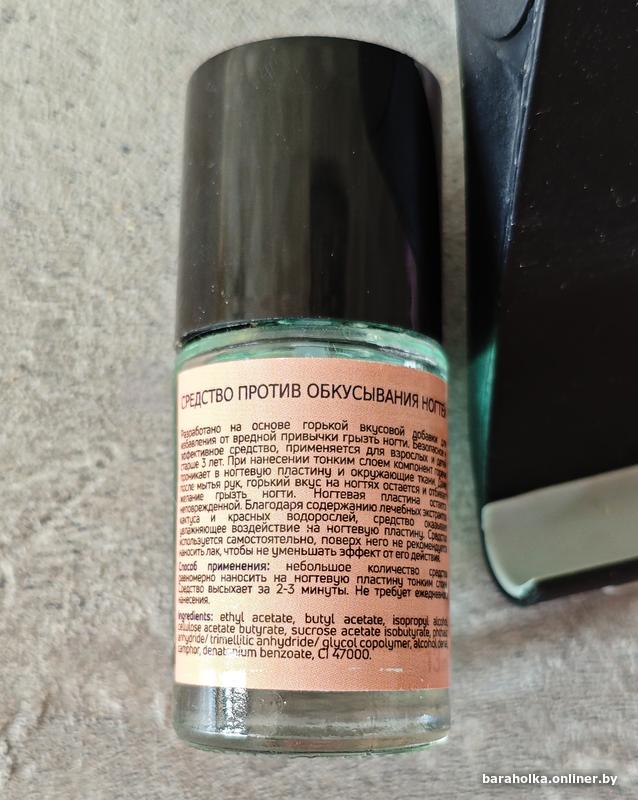 СРЕДСТВО ПРОТИВ ОБКУСЫВАНИЯ НОГТЕ
Разработано на основе горькой вкусовой добавки для
избавления от вредной привычки грызть ногти. Безопасное и
эффективное средство, применяется для взрослых и детей
старше 3 лет. При нанесении тонким слоем компонент горечи
проникает в ногтевую пластину и окружающие ткани. Даже
после мытья рук, горький вкус на ногтях остается и отбивает
желание грызть ногти. Ногтевая пластина остается
неповрежденной. Благодаря содержанию лечебных экстрактов
кактуса и красных водорослей, средство оказывает
увлажняющее воздействие на ногтевую пластину. Средство
используется самостоятельно, поверх него не рекомендуется
наносить лак, чтобы не уменьшать эффект от его действия.
Способ применения: небольшое количество средства
равномерно наносить на ногтевую пластину тонким слоем.
Средство высыхает за 2-3 минуты. Не требует ежедневного
нанесения.
Ingredients: ethyl acetate, butyl acetate, isopropyl alcohol,
cellulose acetate butyrate, sucrose acetate isobutyrate, phthalic
anhydride/ trimellitic anhydride/ glycol copolymer, alcohol denat,
camphor, denatonium benzoate, CI 47000.
baraholka.onliner.by